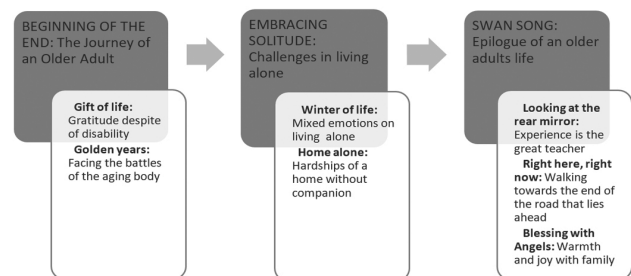 BEGINNING OF THE
END: The Journey of
an Older Adult
Gift of life:
Gratitude despite of
disability
Golden years:
Facing the battles
of the aging body
EMBRACING
SOLITUDE:
Challenges in living
alone
Winter of life:
Mixed emotions on
living alone
Home alone:
Hardships of a
home without
companion
SWAN SONG:
Epilogue of an older
adults life
Looking at the
rear mirror:
Experience is the
great teacher
Right here, right
now: Walking
towards the end of
the road that lies
ahead
Blessing with
Angels: Warmth
and joy with family